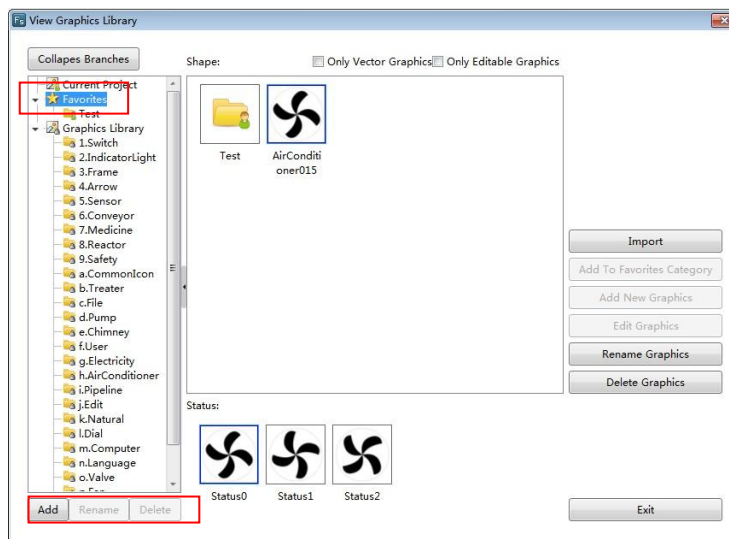 Fs View Graphics Library
Collapes Branches
Shape:
Only Vector Graphics
Only Editable Graphics
Current Project
Favorites
Test
Graphics Library
1.Switch
2.IndicatorLight
3.Frame
4.Arrow
5.Sensor
6.Conveyor
7.Medicine
8.Reactor
9.Safety
a.CommonIcon
b.Treater
c.File
d.Pump
e.Chimney
f.User
g.Electricity
h.AirConditioner
i.Pipeline
j.Edit
k.Natural
l.Dial
m.Computer
n.Language
o.Valve
Add
Rename
Delete
Test
AirConditi
oner015
Status:
Status0
Status1
Status2
Import
Add To Favorites Category
Add New Graphics
Edit Graphics
Rename Graphics
Delete Graphics
Exit